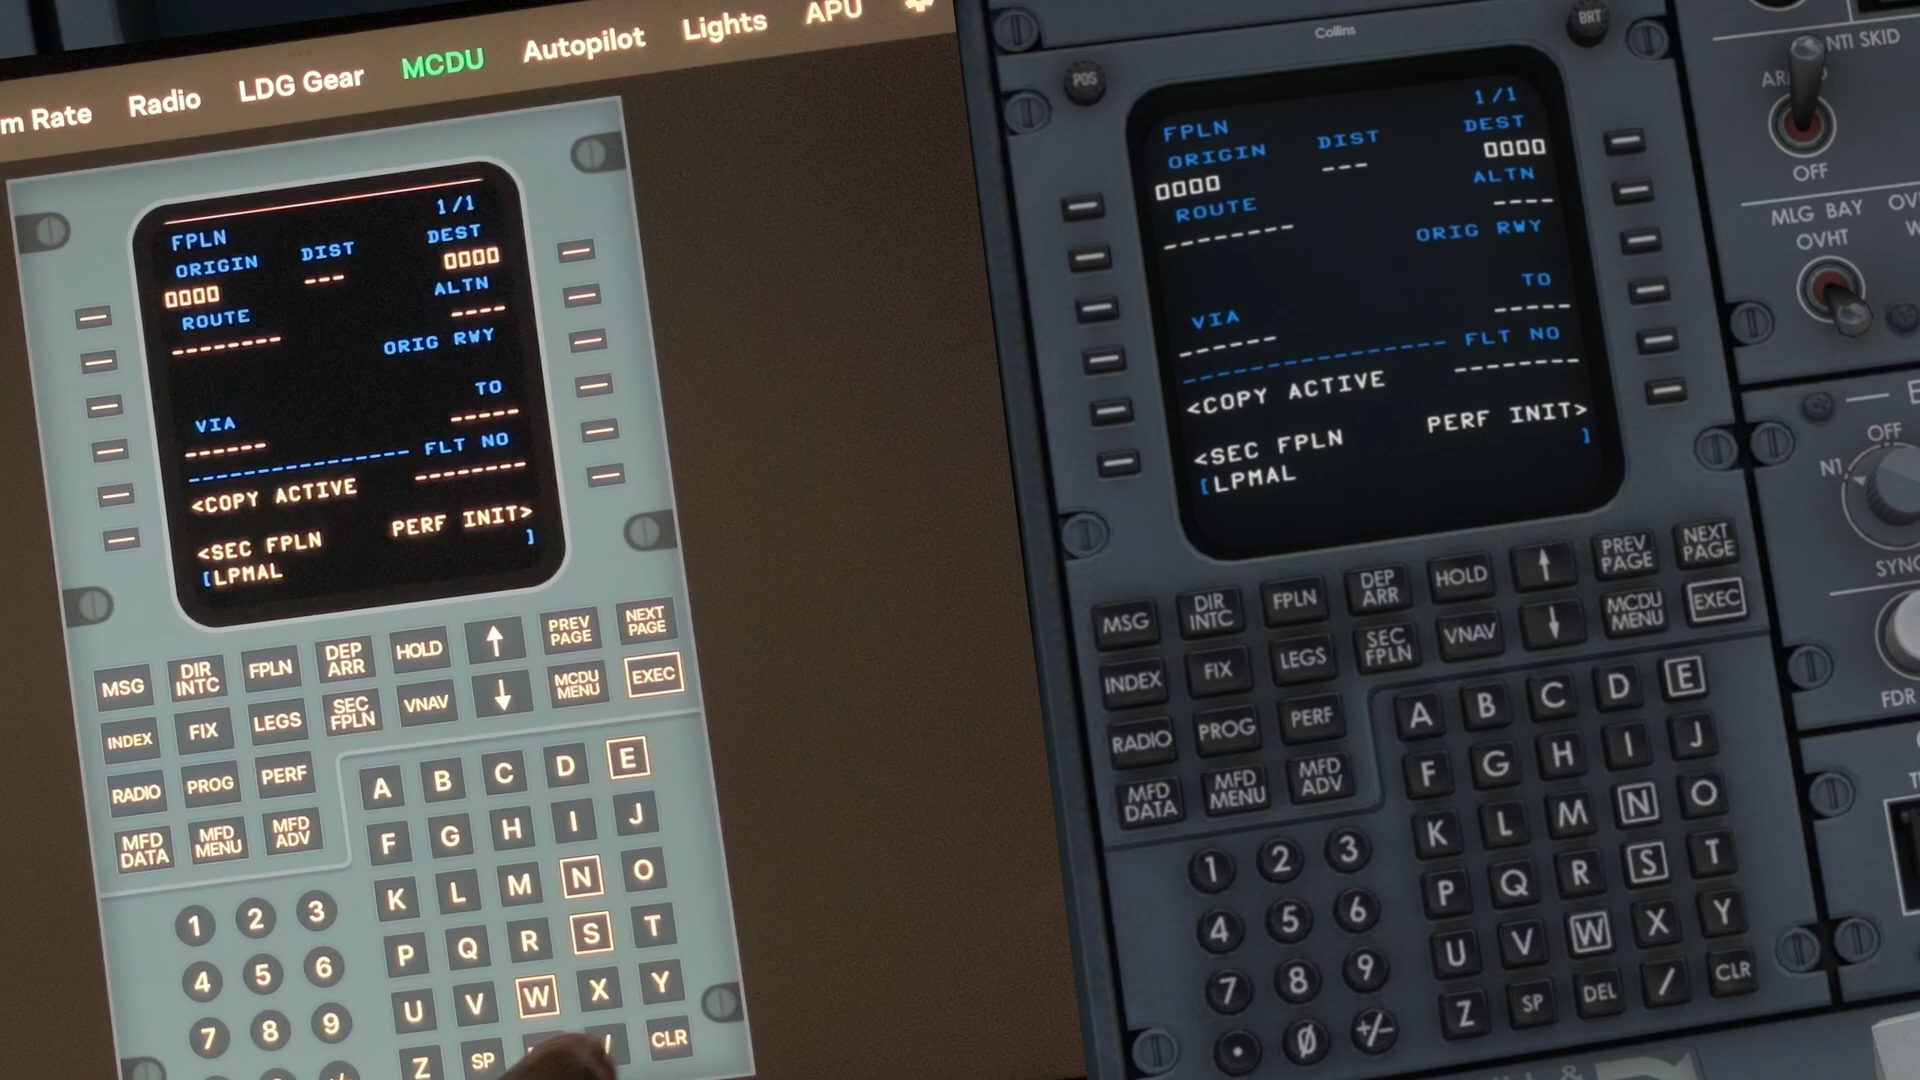 m Rate Radio LDG Gear MCDU Autopilot Lights APU
1/1
FPLN
ORIGIN DIST DEST
0000 --- 0000
ROUTE ALTN
-------- ----
ORIG RWY
VIA TO
------ -----
---------------- FLT NO
<COPY ACTIVE --------
<SEC FPLN PERF INIT>
[LPMAL ]
MSG DIR INTC FPLN DEP ARR HOLD ↑ PREV PAGE NEXT PAGE
INDEX FIX LEGS SEC FPLN VNAV ↓ MCDU MENU EXEC
RADIO PROG PERF
MFD DATA MFD MENU MFD ADV
A B C D E
F G H I J
K L M N O
P Q R S T
U V W X Y
Z SP / CLR
1 2 3
4 5 6
7 8 9
Collins
POS
BRT
1/1
FPLN
ORIGIN DIST DEST
0000 --- 0000
ROUTE ALTN
-------- ----
ORIG RWY
VIA TO
------ -----
---------------- FLT NO
<COPY ACTIVE --------
<SEC FPLN PERF INIT>
[LPMAL ]
MSG DIR INTC FPLN DEP ARR HOLD ↑ PREV PAGE NEXT PAGE
INDEX FIX LEGS SEC FPLN VNAV ↓ MCDU MENU EXEC
RADIO PROG PERF
MFD DATA MFD MENU MFD ADV
A B C D E
F G H I J
K L M N O
P Q R S T
U V W X Y
Z SP DEL / CLR
1 2 3
4 5 6
7 8 9
. 0 +/-
NTI SKID
OFF
MLG BAY
OVHT
OFF
N1
SYNC
FDR